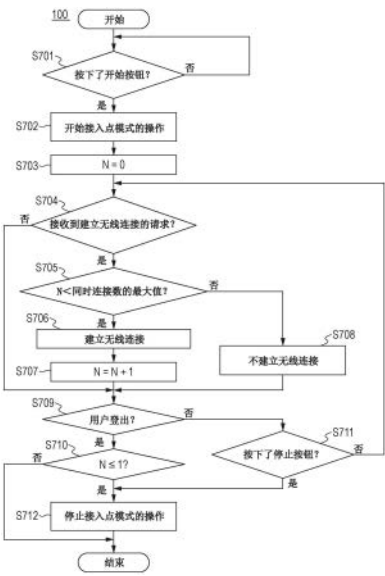 100
开始
S701
按下了开始按钮?
否
是
S702
开始接入点模式的操作
S703
N = 0
S704
接收到建立无线连接的请求?
否
是
S705
N<同时连接数的最大值?
否
是
S706
建立无线连接
S708
不建立无线连接
S707
N = N + 1
S709
用户登出?
否
是
S710
N ≤ 1?
否
是
S711
按下了停止按钮?
否
是
S712
停止接入点模式的操作
结束